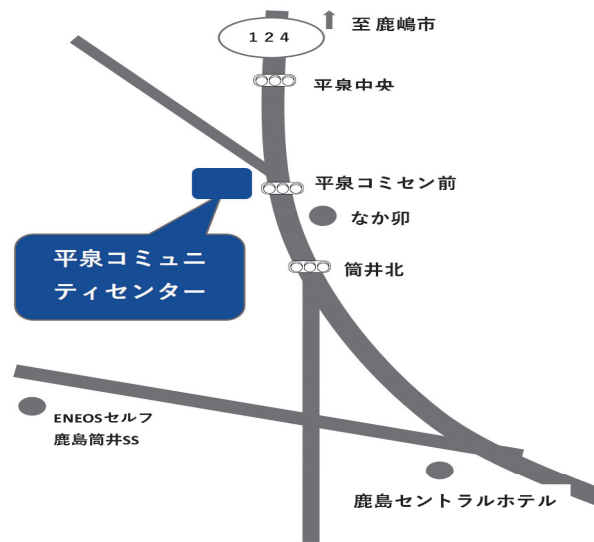 124
至 鹿嶋市
平泉中央
平泉コミセン前
なか卯
平泉コミュニ
ティセンター
筒井北
ENEOSセルフ
鹿島筒井SS
鹿島セントラルホテル